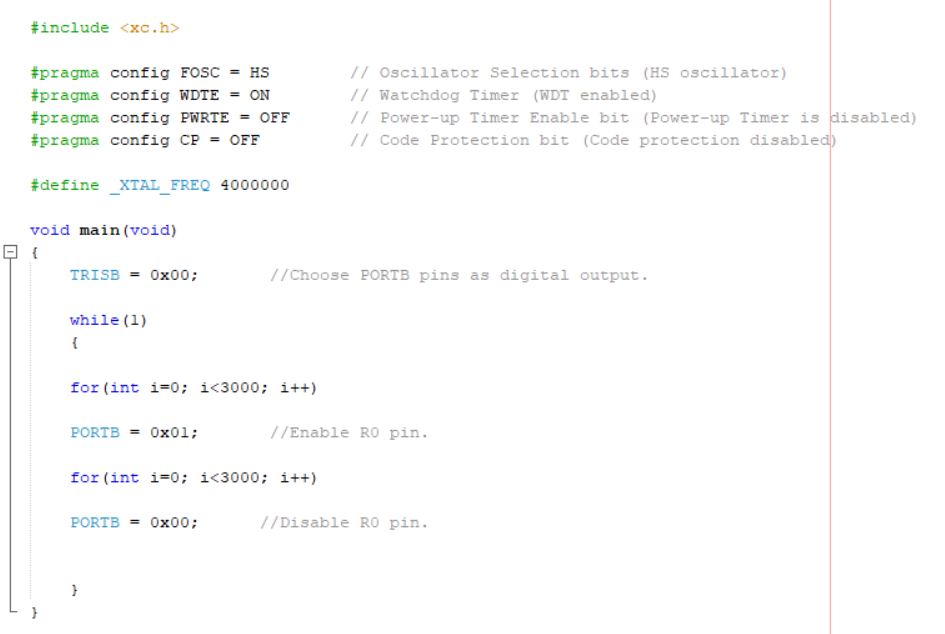 #include <xc.h>
#pragma config FOSC = HS        // Oscillator Selection bits (HS oscillator)
#pragma config WDTE = ON        // Watchdog Timer (WDT enabled)
#pragma config PWRTE = OFF      // Power-up Timer Enable bit (Power-up Timer is disabled)
#pragma config CP = OFF         // Code Protection bit (Code protection disabled)
#define _XTAL_FREQ 4000000
void main(void)
{
    TRISB = 0x00;       //Choose PORTB pins as digital output.
    while(1)
    {
    for(int i=0; i<3000; i++)
    PORTB = 0x01;       //Enable R0 pin.
    for(int i=0; i<3000; i++)
    PORTB = 0x00;      //Disable R0 pin.
    }
}